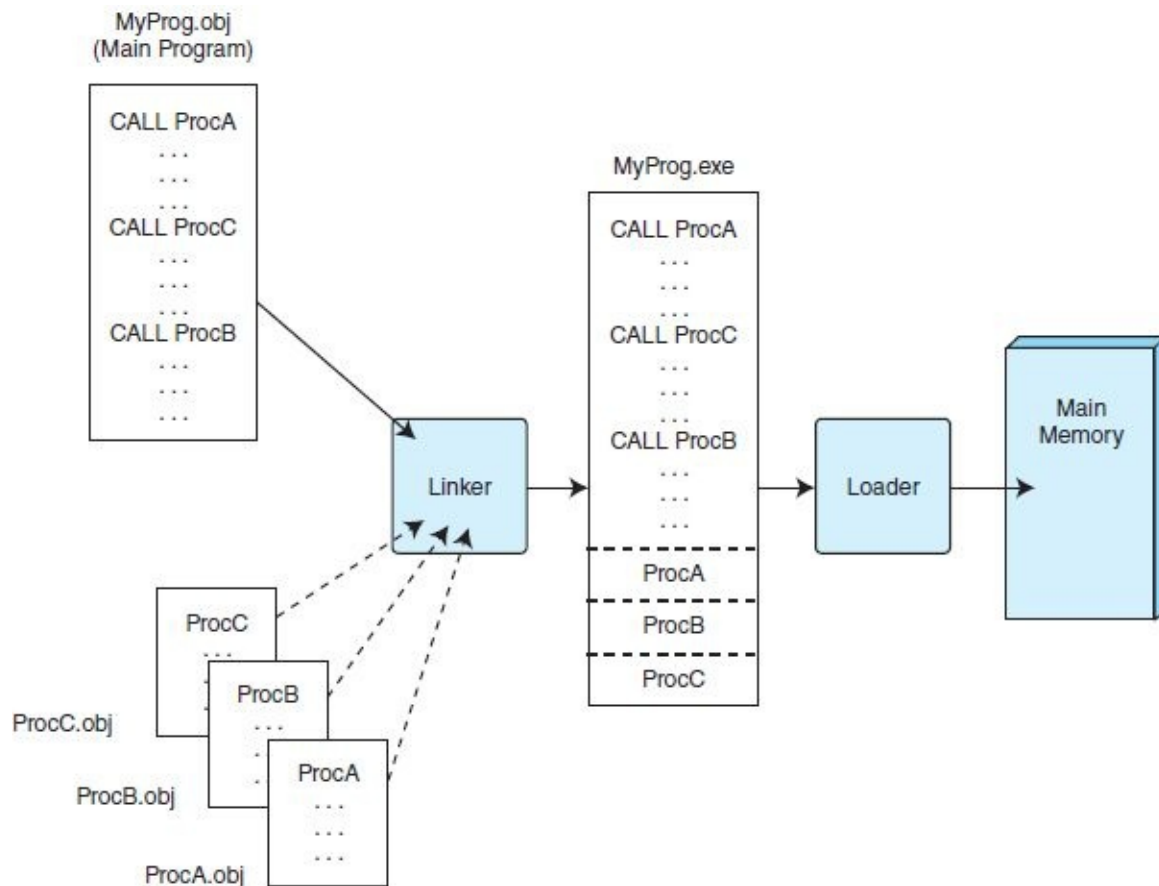 MyProg.obj
(Main Program)
CALL ProcA
. . .
. . .
. . .
CALL ProcC
. . .
. . .
. . .
CALL ProcB
. . .
. . .
. . .
Linker
ProcC
. . .
.
.
ProcC.obj
ProcB
. . .
.
.
ProcB.obj
ProcA
. . .
. . .
. . .
ProcA.obj
MyProg.exe
CALL ProcA
. . .
. . .
. . .
CALL ProcC
. . .
. . .
. . .
CALL ProcB
. . .
. . .
. . .
ProcA
ProcB
ProcC
Loader
Main
Memory